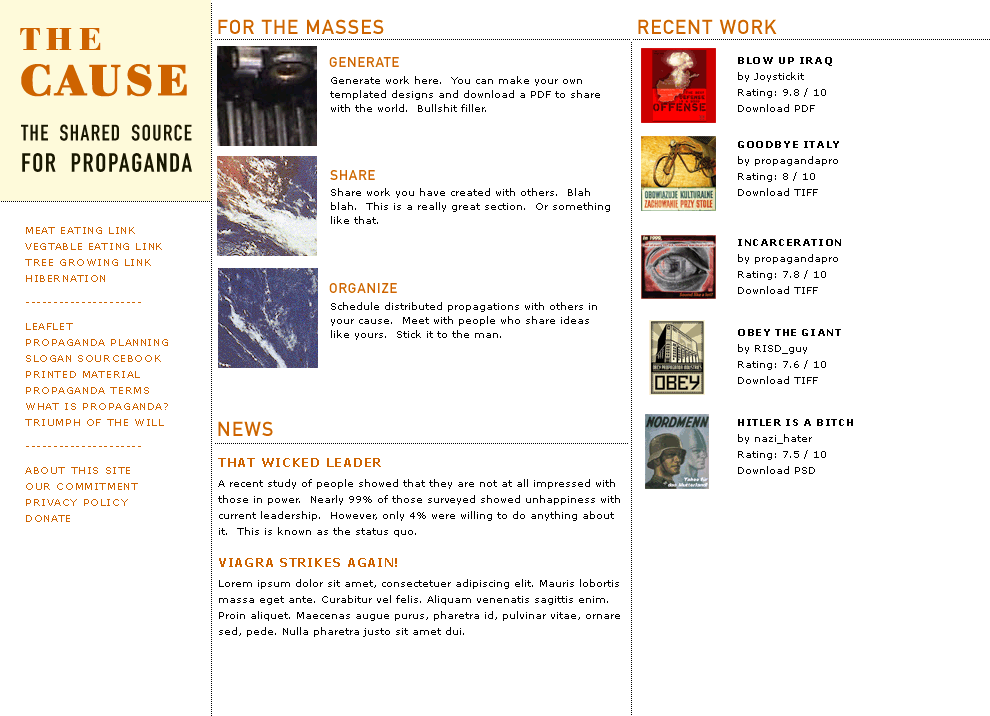 THE
CAUSE
THE SHARED SOURCE
FOR PROPAGANDA
MEAT EATING LINK
VEGTABLE EATING LINK
TREE GROWING LINK
HIBERNATION
---------------------
LEAFLET
PROPAGANDA PLANNING
SLOGAN SOURCEBOOK
PRINTED MATERIAL
PROPAGANDA TERMS
WHAT IS PROPAGANDA?
TRIUMPH OF THE WILL
---------------------
ABOUT THIS SITE
OUR COMMITMENT
PRIVACY POLICY
DONATE
FOR THE MASSES
GENERATE
Generate work here.  You can make your own
templated designs and download a PDF to share
with the world.  Bullshit filler.
SHARE
Share work you have created with others.  Blah
blah.  This is a really great section.  Or something
like that.
ORGANIZE
Schedule distributed propagations with others in
your cause.  Meet with people who share ideas
like yours.  Stick it to the man.
NEWS
THAT WICKED LEADER
A recent study of people showed that they are not at all impressed with
those in power.  Nearly 99% of those surveyed showed unhappiness with
current leadership.  However, only 4% were willing to do anything about
it.  This is known as the status quo.
VIAGRA STRIKES AGAIN!
Lorem ipsum dolor sit amet, consectetuer adipiscing elit. Mauris lobortis
massa eget ante. Curabitur vel felis. Aliquam venenatis sagittis enim.
Proin aliquet. Maecenas augue purus, pharetra id, pulvinar vitae, ornare
sed, pede. Nulla pharetra justo sit amet dui.
RECENT WORK
OFFENSE
BLOW UP IRAQ
by Joystickit
Rating: 9.8 / 10
Download PDF
OBOWIAZUJE KULTURALNE
ZACHOWANIE PRZY STOLE
GOODBYE ITALY
by propagandapro
Rating: 8 / 10
Download TIFF
In 1999,
INCARCERATION
by propagandapro
Rating: 7.8 / 10
Download TIFF
OBEY
OBEY THE GIANT
by RISD_guy
Rating: 7.6 / 10
Download TIFF
NORDMENN
HITLER IS A BITCH
by nazi_hater
Rating: 7.5 / 10
Download PSD